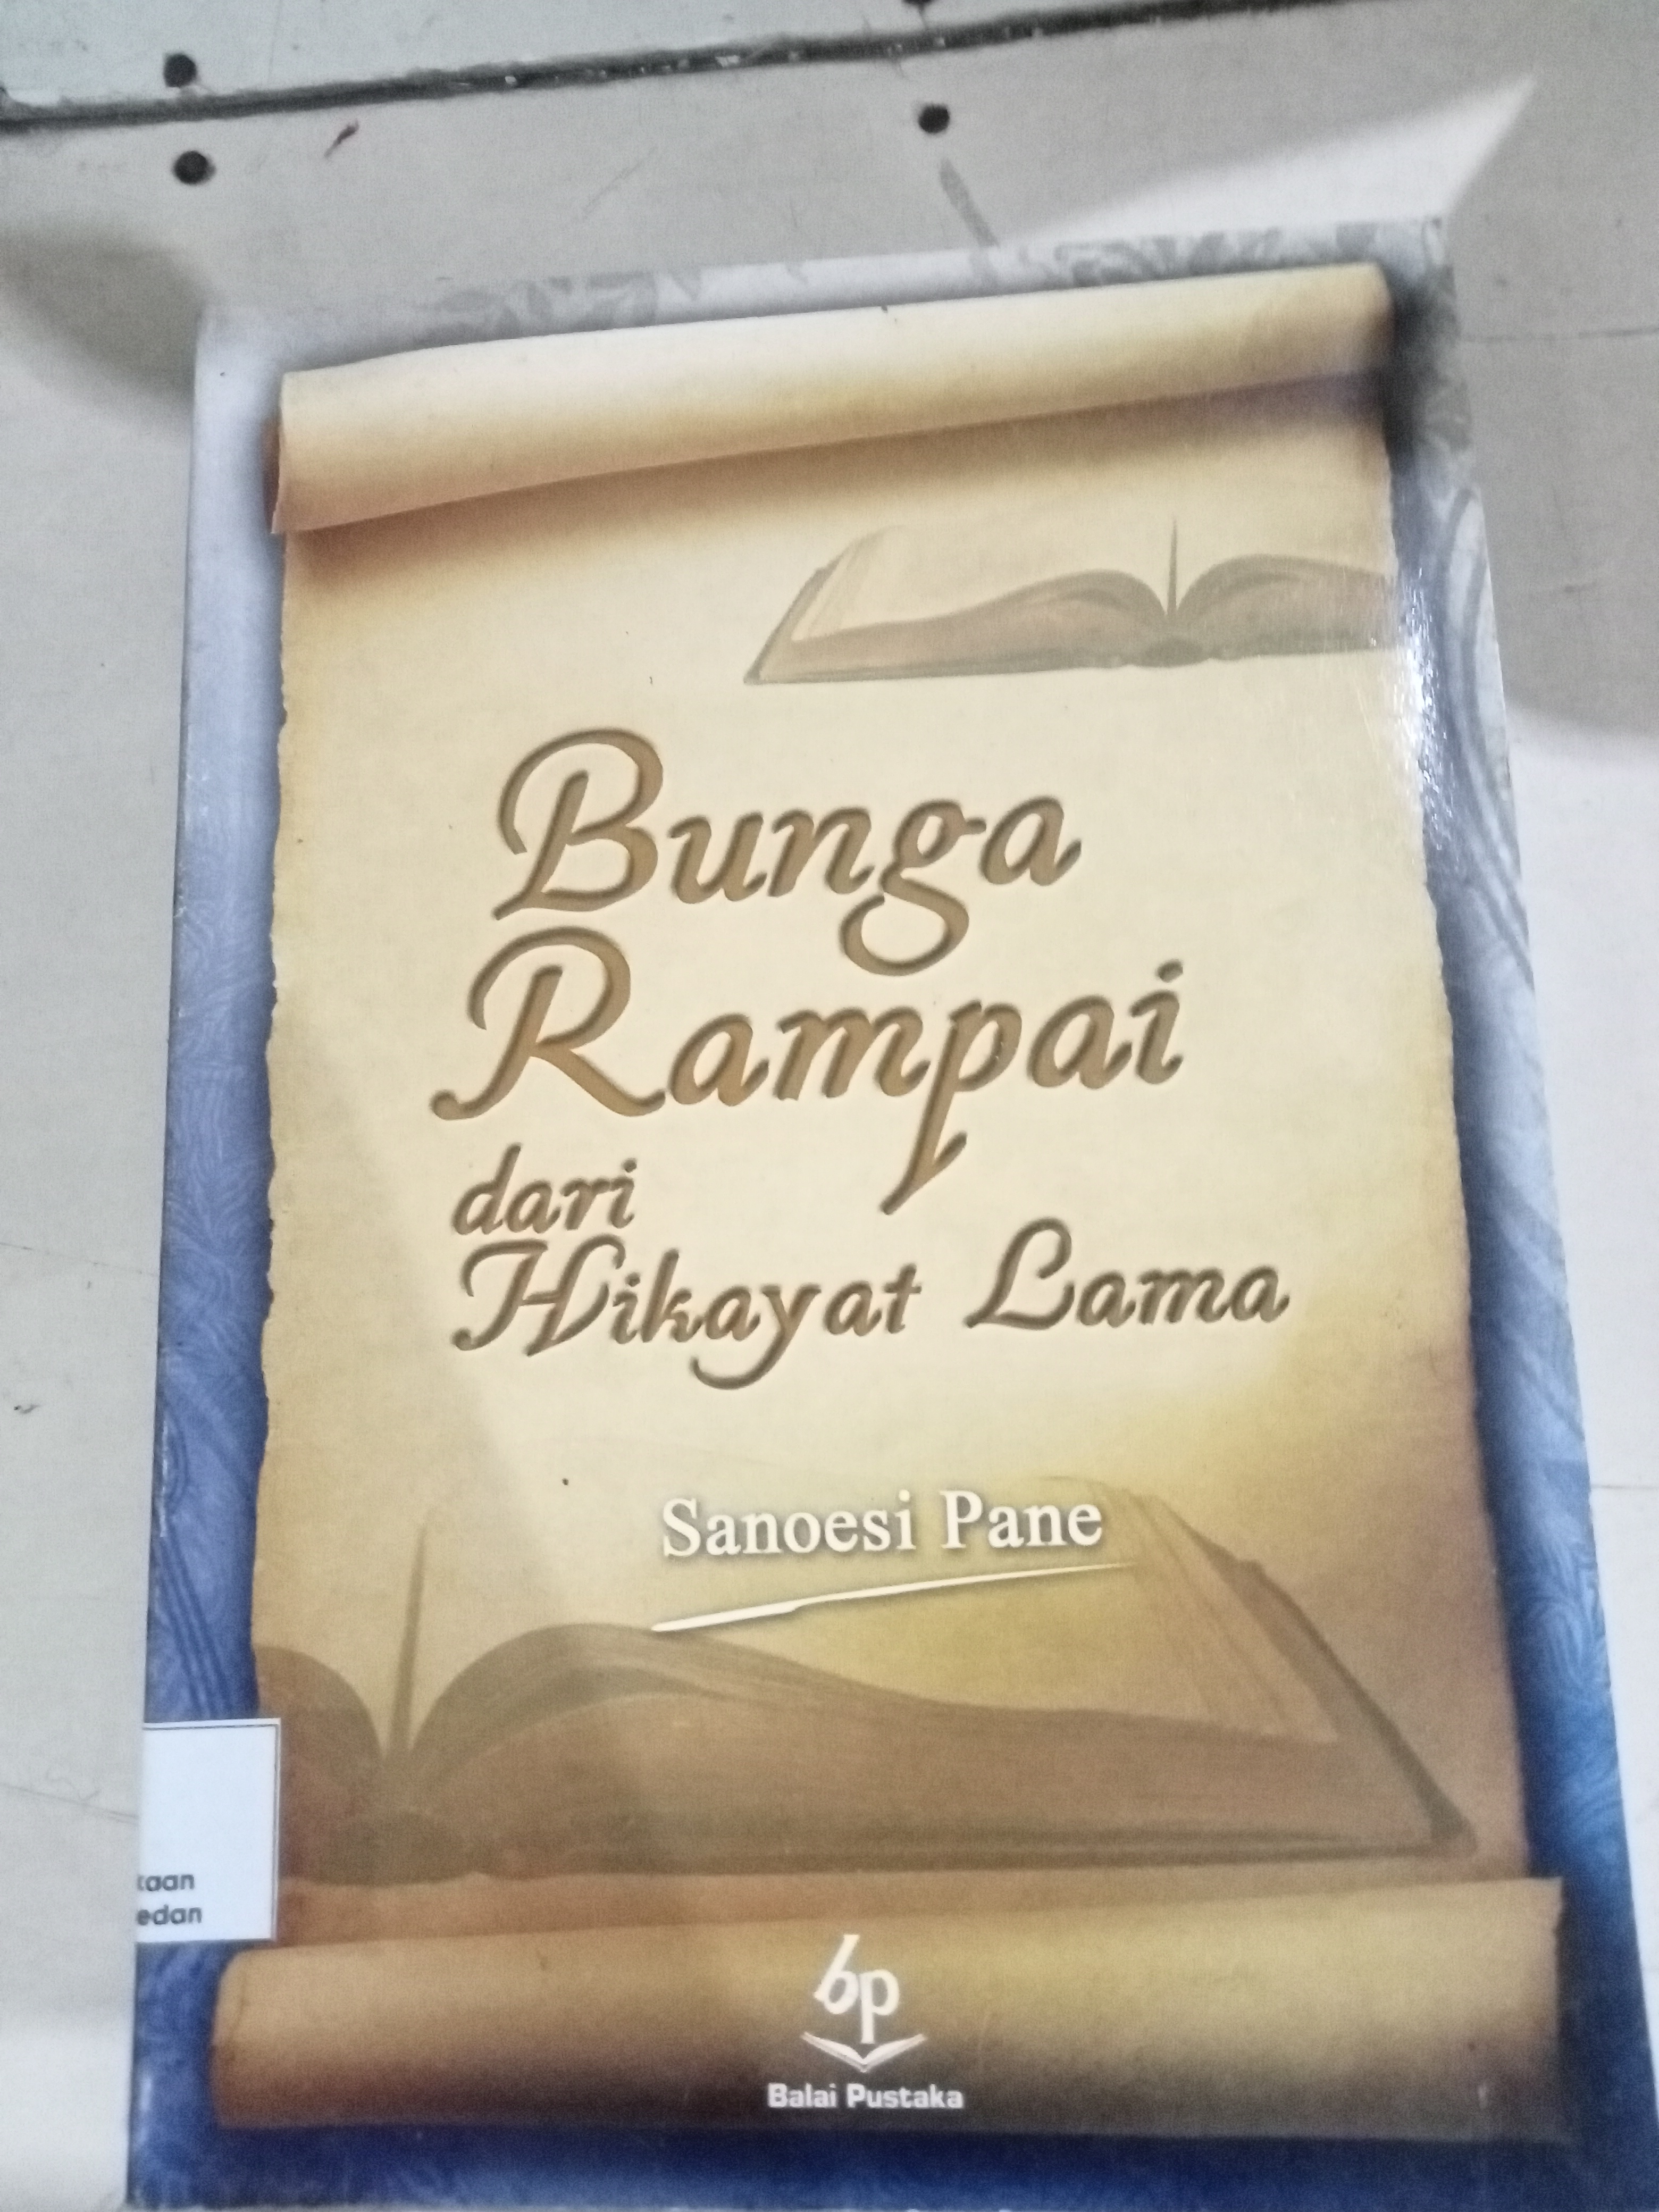 Bunga
Rampai
dari
Hikayat Lama
Sanoesi Pane
kaan
edan
bp
Balai Pustaka